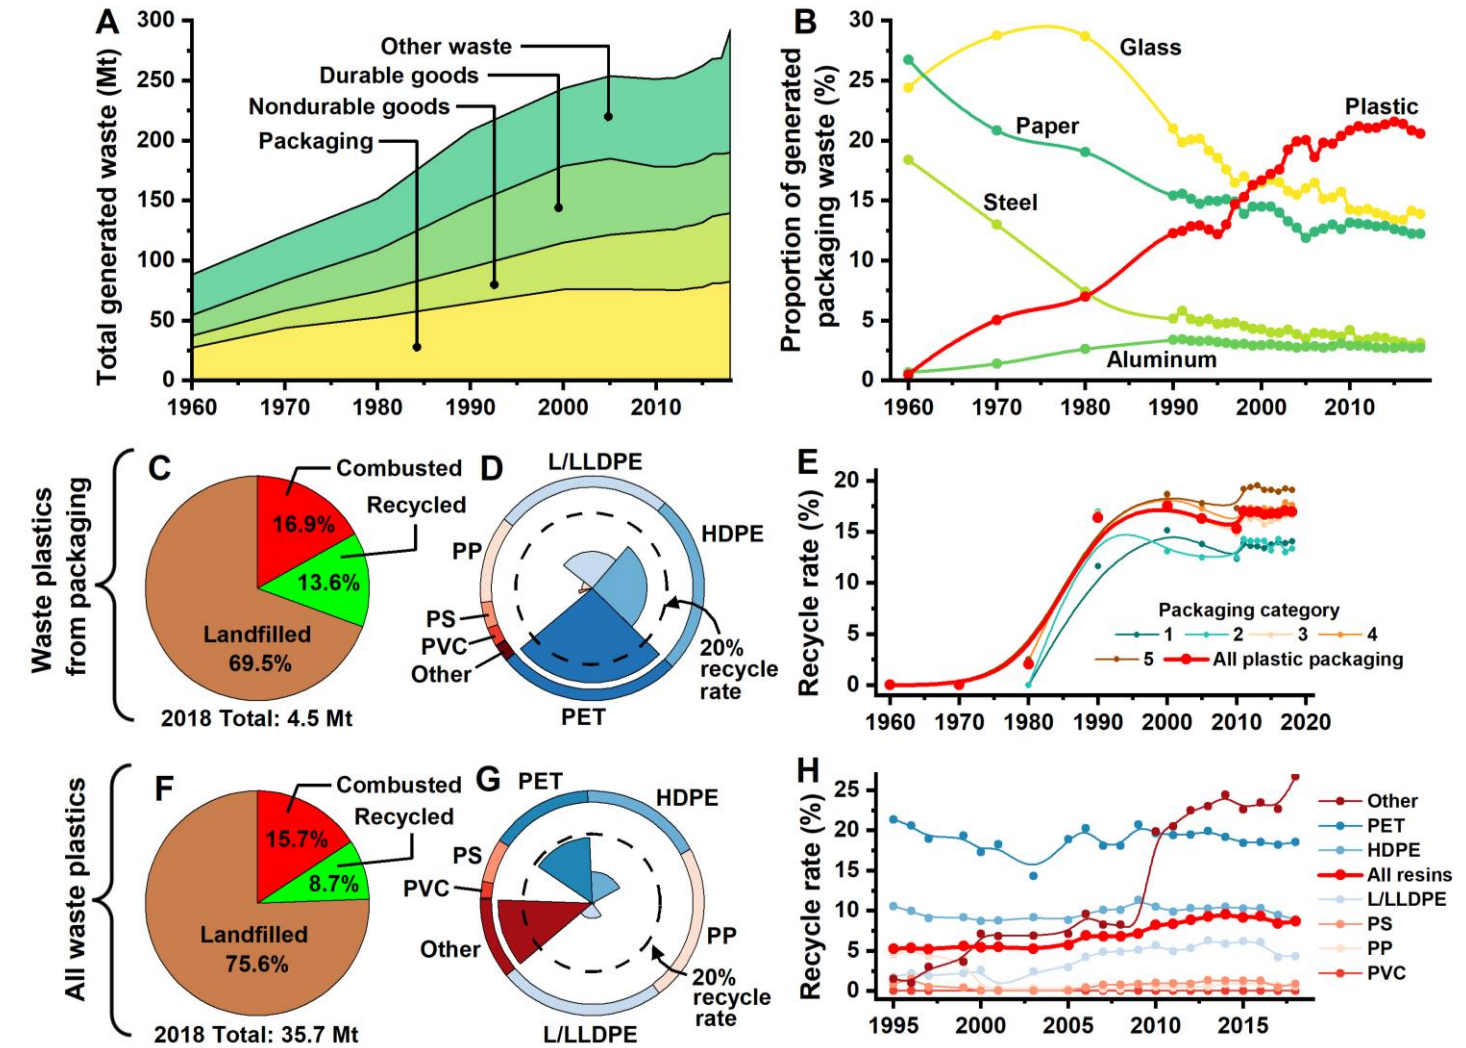 A
Total generated waste (Mt)
300
250
200
150
100
50
0
1960 1970 1980 1990 2000 2010
Other waste
Durable goods
Nondurable goods
Packaging
B
Proportion of generated
packaging waste (%)
30
25
20
15
10
5
0
1960 1970 1980 1990 2000 2010
Glass
Paper
Steel
Plastic
Aluminum
Waste plastics
from packaging
C
Combusted
Recycled
16.9%
13.6%
Landfilled
69.5%
2018 Total: 4.5 Mt
D
L/LLDPE
HDPE
PP
PS
PVC
Other
PET
20%
recycle
rate
E
Recycle rate (%)
20
15
10
5
0
1960 1970 1980 1990 2000 2010 2020
Packaging category
1 2 3 4
5 All plastic packaging
All waste plastics
F
Combusted
Recycled
15.7%
8.7%
Landfilled
75.6%
2018 Total: 35.7 Mt
G
PET
HDPE
PS
PVC
Other
PP
L/LLDPE
20%
recycle
rate
H
Recycle rate (%)
25
20
15
10
5
0
1995 2000 2005 2010 2015
Other
PET
HDPE
All resins
L/LLDPE
PS
PP
PVC